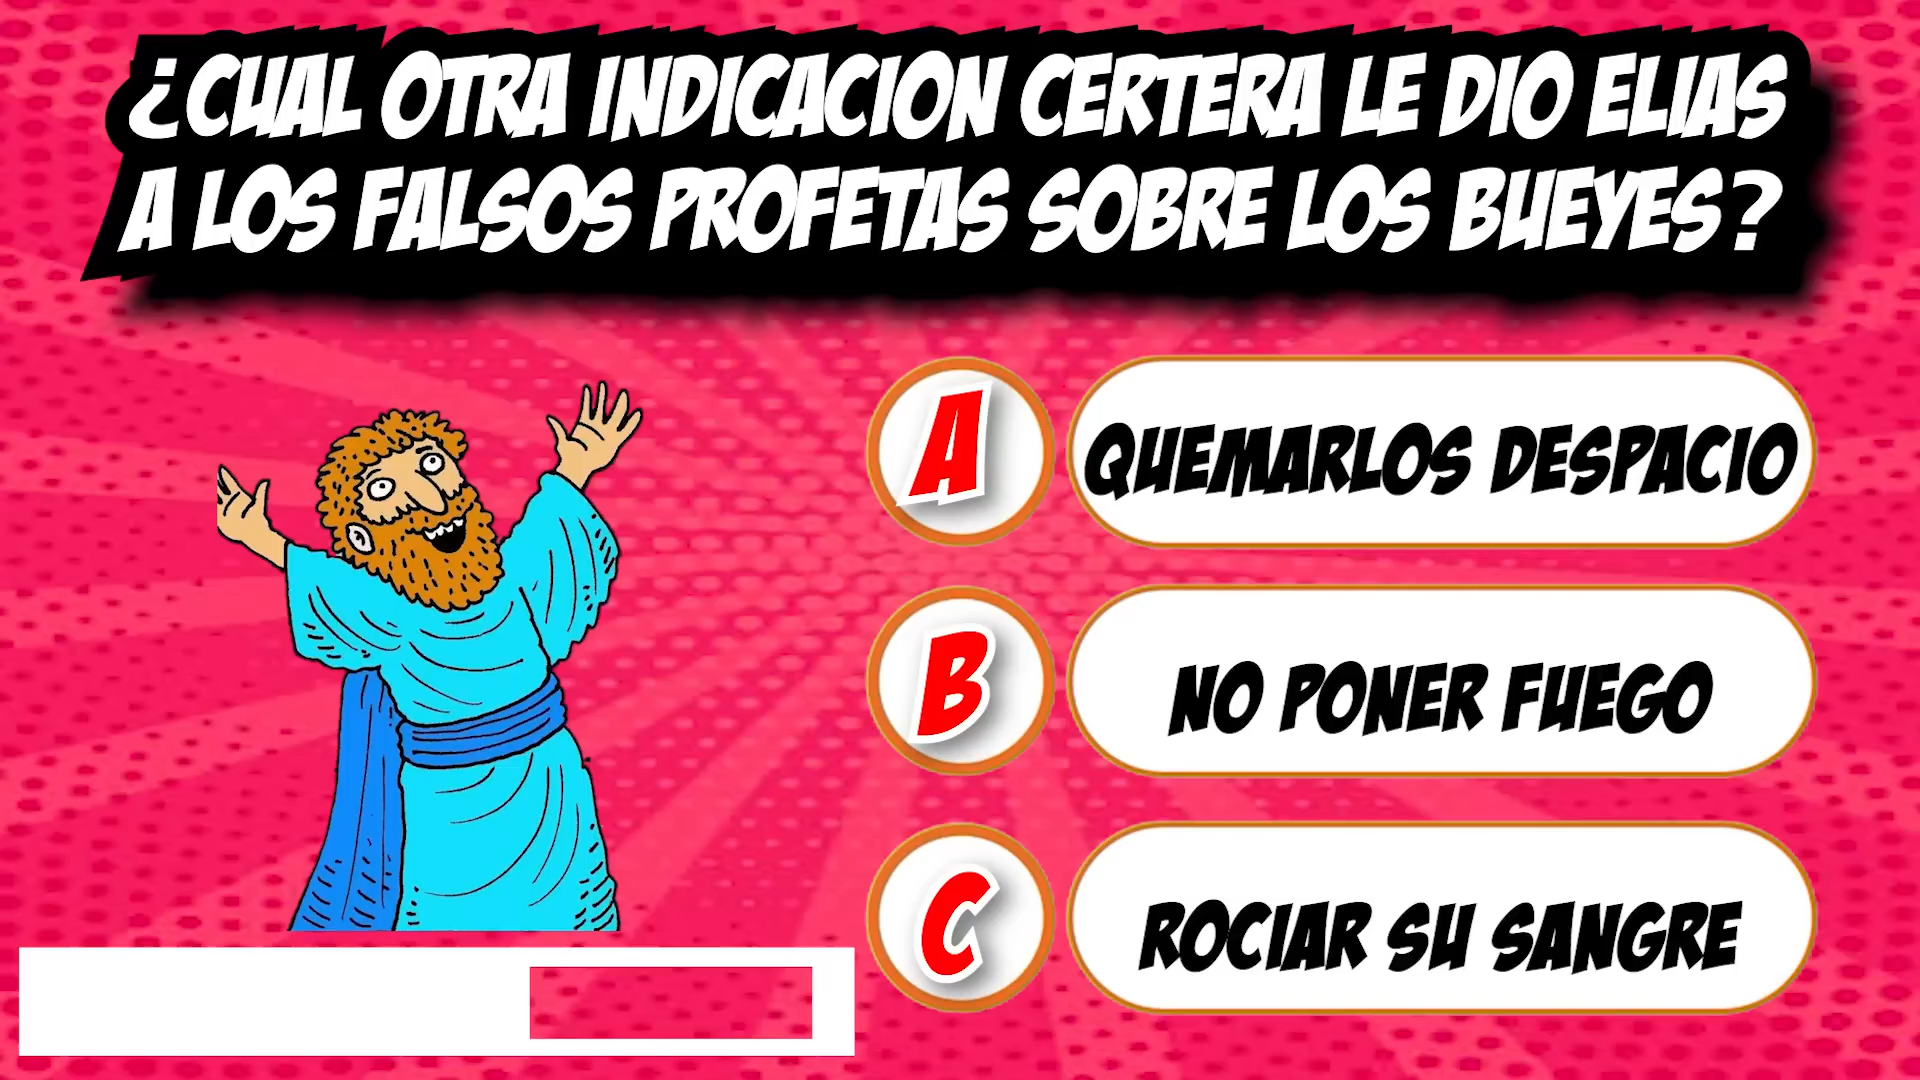 ¿CUAL OTRA INDICACION CERTERA LE DIO ELIAS
A LOS FALSOS PROFETAS SOBRE LOS BUEYES?
A QUEMARLOS DESPACIO
B NO PONER FUEGO
C ROCIAR SU SANGRE